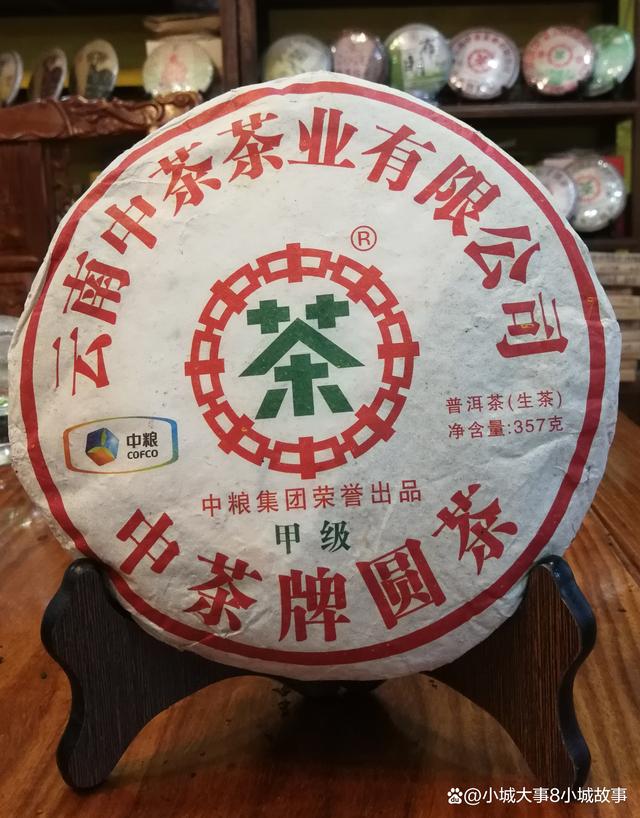 云南中茶茶业有限公司
®
茶
普洱茶(生茶)
净含量:357克
中粮
COFCO
中粮集团荣誉出品
甲级
中茶牌圆茶
@小城大事8小城故事